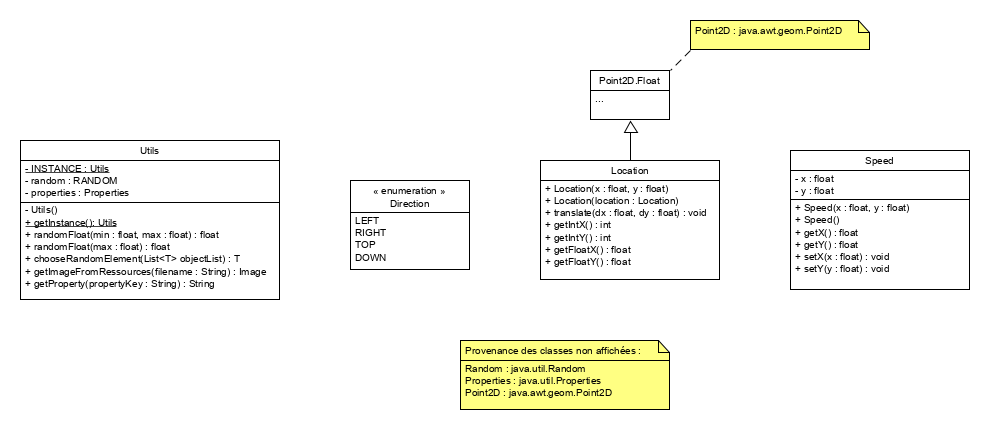 Point2D : java.awt.geom.Point2D
Point2D.Float
...
Utils
- INSTANCE : Utils
- random : RANDOM
- properties : Properties
- Utils()
+ getInstance(): Utils
+ randomFloat(min : float, max : float) : float
+ randomFloat(max : float) : float
+ chooseRandomElement(List<T> objectList) : T
+ getImageFromRessources(filename : String) : Image
+ getProperty(propertyKey : String) : String
« enumeration »
Direction
LEFT
RIGHT
TOP
DOWN
Location
+ Location(x : float, y : float)
+ Location(location : Location)
+ translate(dx : float, dy : float) : void
+ getIntX() : int
+ getIntY() : int
+ getFloatX() : float
+ getFloatY() : float
Speed
- x : float
- y : float
+ Speed(x : float, y : float)
+ Speed()
+ getX() : float
+ getY() : float
+ setX(x : float) : void
+ setY(y : float) : void
Provenance des classes non affichées :
Random : java.util.Random
Properties : java.util.Properties
Point2D : java.awt.geom.Point2D